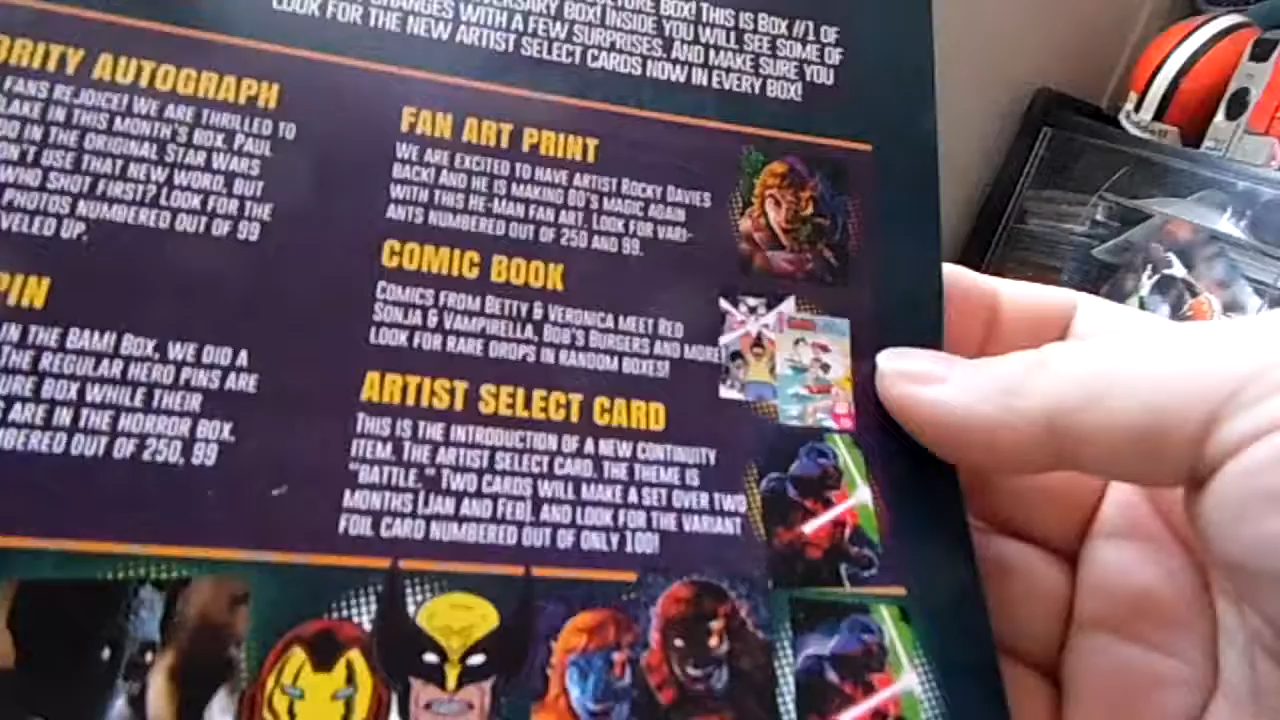 CULTURE BOX! THIS IS BOX #1 OF
BOX! INSIDE YOU WILL SEE SOME OF
CHANGES WITH A FEW SURPRISES. AND MAKE SURE YOU
LOOK FOR THE NEW ARTIST SELECT CARDS NOW IN EVERY BOX!
AUTOGRAPH
FANS REJOICE! WE ARE THRILLED TO
IN THIS MONTH'S BOX. PAUL
IN THE ORIGINAL STAR WARS
USE THAT NEW WORD, BUT
WHO SHOT FIRST? LOOK FOR THE
PHOTOS NUMBERED OUT OF 99
UP.
PIN
IN THE BAM! BOX, WE DID A
THE REGULAR HERO PINS ARE
BOX WHILE THEIR
ARE IN THE HORROR BOX.
OUT OF 250, 99
FAN ART PRINT
WE ARE EXCITED TO HAVE ARTIST ROCKY DAVIES
BACK! AND HE IS MAKING 80'S MAGIC AGAIN
WITH THIS HE-MAN FAN ART. LOOK FOR VARI-
ANTS NUMBERED OUT OF 250 AND 99.
COMIC BOOK
COMICS FROM BETTY & VERONICA MEET RED
SONJA & VAMPIRELLA, BOB'S BURGERS AND MORE!
LOOK FOR RARE DROPS IN RANDOM BOXES!
ARTIST SELECT CARD
THIS IS THE INTRODUCTION OF A NEW CONTINUITY
ITEM. THE ARTIST SELECT CARD. THE THEME IS
"BATTLE." TWO CARDS WILL MAKE A SET OVER TWO
MONTHS (JAN AND FEB). AND LOOK FOR THE VARIANT
FOIL CARD NUMBERED OUT OF ONLY 100!